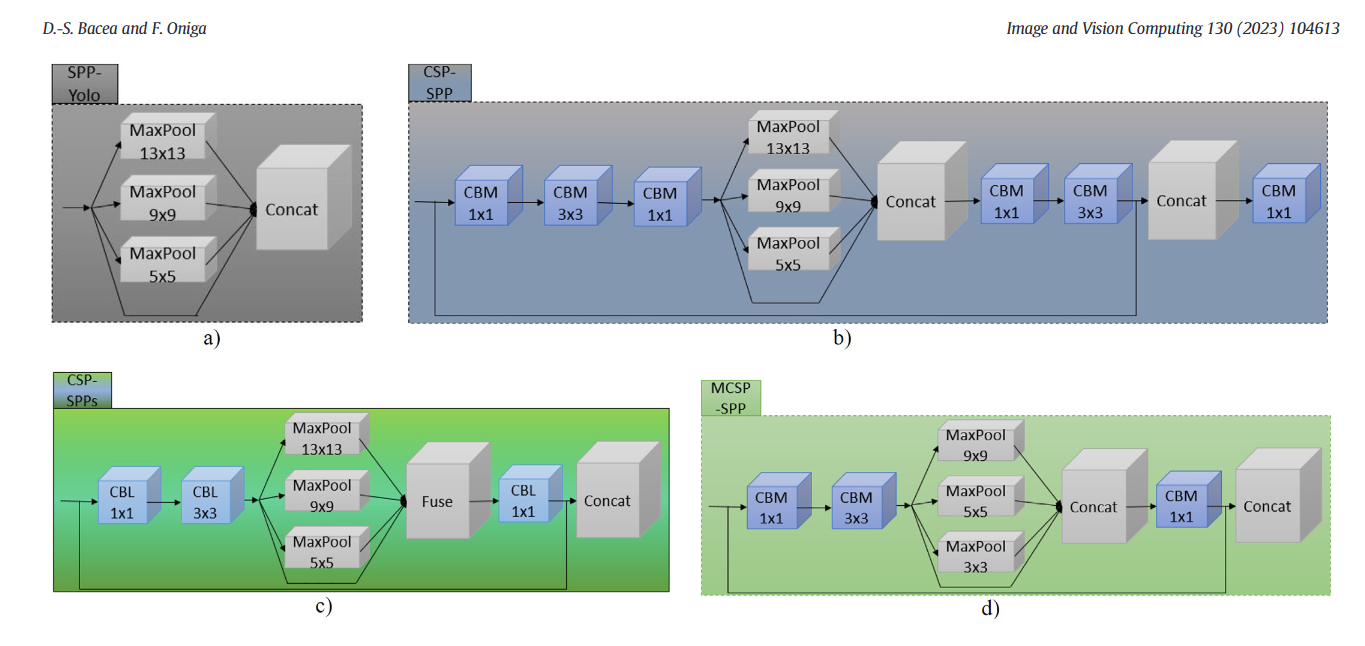 D.-S. Bacea and F. Oniga
Image and Vision Computing 130 (2023) 104613
SPP-
Yolo
MaxPool
13x13
MaxPool
9x9
MaxPool
5x5
Concat
a)
CSP-
SPP
CBM
1x1
CBM
3x3
CBM
1x1
MaxPool
13x13
MaxPool
9x9
MaxPool
5x5
Concat
CBM
1x1
CBM
3x3
Concat
CBM
1x1
b)
CSP-
SPPs
CBL
1x1
CBL
3x3
MaxPool
13x13
MaxPool
9x9
MaxPool
5x5
Fuse
CBL
1x1
Concat
c)
MCSP
-SPP
CBM
1x1
CBM
3x3
MaxPool
9x9
MaxPool
5x5
MaxPool
3x3
Concat
CBM
1x1
Concat
d)